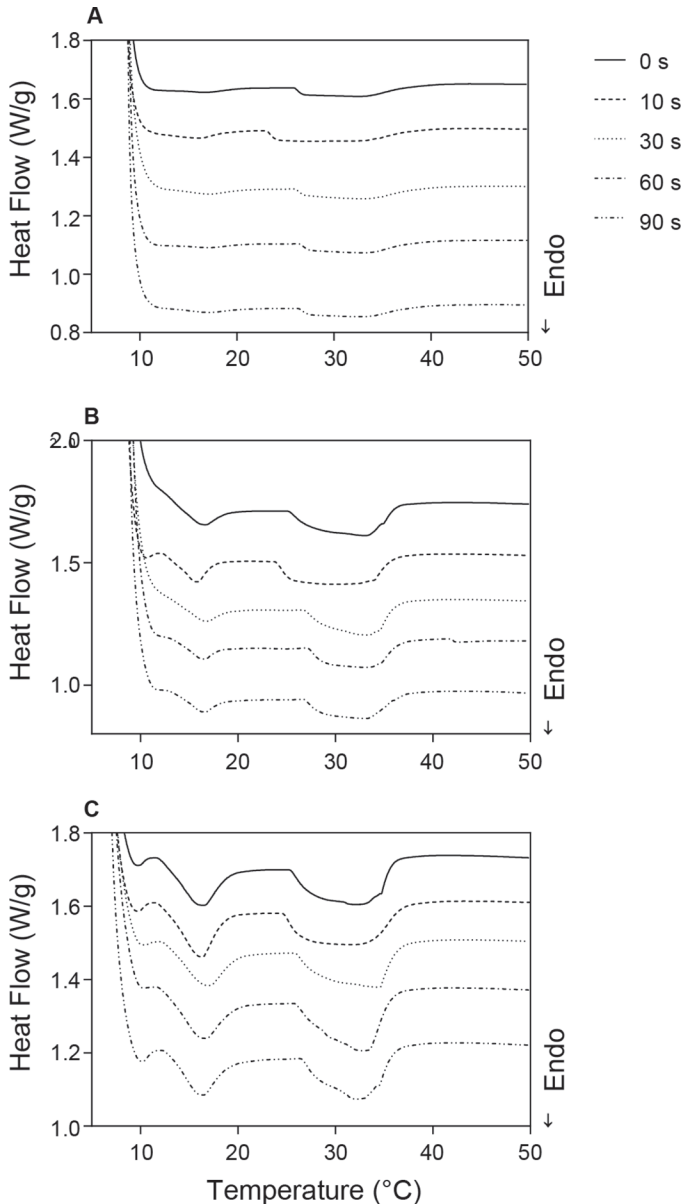 A
1.8
1.6
1.4
1.2
1.0
0.8
Heat Flow (W/g)
10 20 30 40 50
↓ Endo
0 s
10 s
30 s
60 s
90 s
B
2.0
1.5
1.0
Heat Flow (W/g)
10 20 30 40 50
↓ Endo
C
1.8
1.6
1.4
1.2
1.0
Heat Flow (W/g)
10 20 30 40 50
↓ Endo
Temperature (°C)